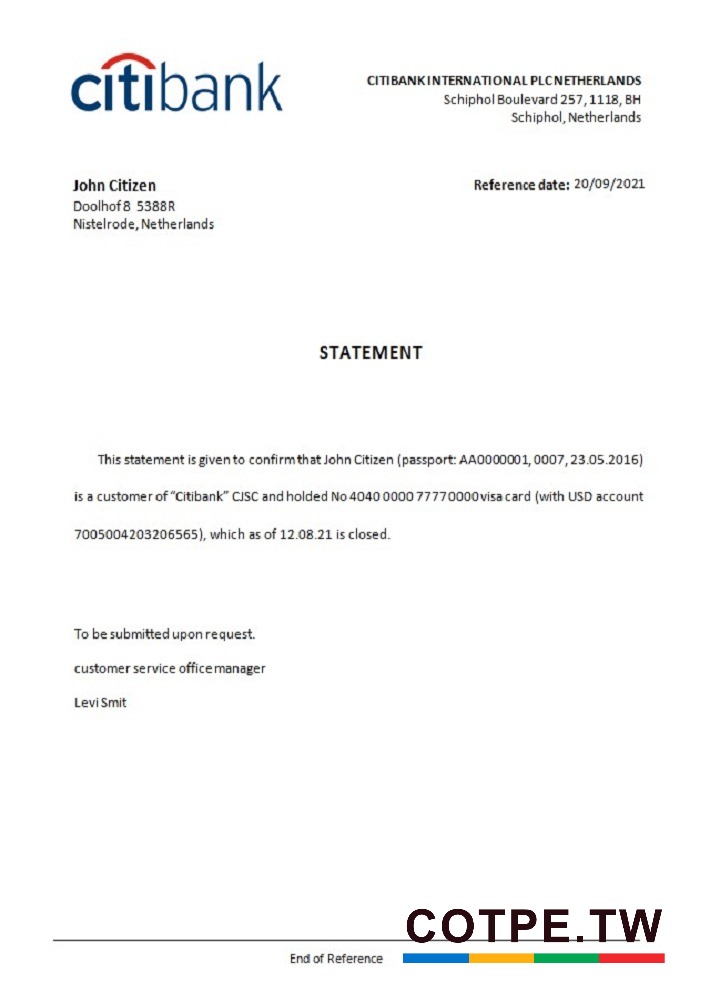 citibank
CITIBANK INTERNATIONAL PLC NETHERLANDS
Schiphol Boulevard 257, 1118, BH
Schiphol, Netherlands
John Citizen
Doolhof 8 5388R
Nistelrode, Netherlands
Reference date: 20/09/2021
STATEMENT
This statement is given to confirm that John Citizen (passport: AA0000001, 0007, 23.05.2016)
is a customer of “Citibank” CJSC and holded No 4040 0000 7777 0000 visa card (with USD account
7005004203206565), which as of 12.08.21 is closed.
To be submitted upon request.
customer service office manager
Levi Smit
COTPE.TW
End of Reference